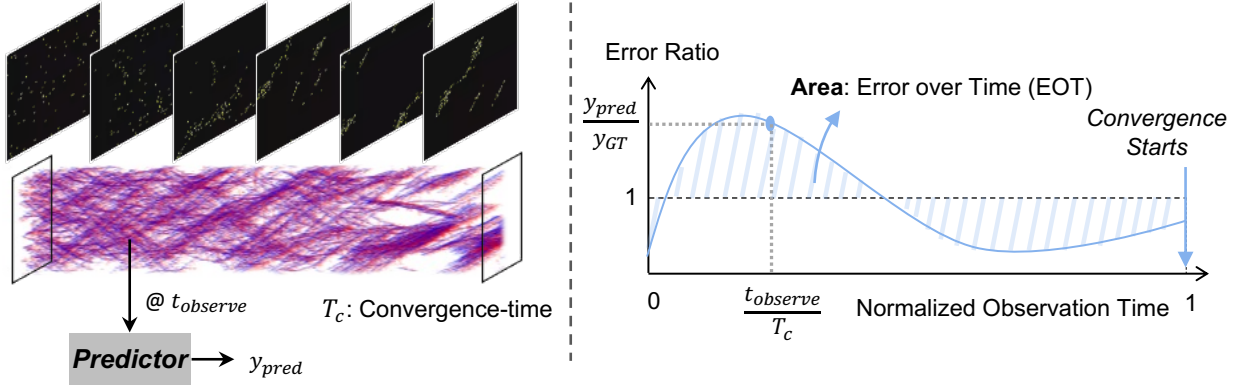 @ t_observe
T_c: Convergence-time
Predictor
y_pred
Error Ratio
y_pred
y_GT
Area: Error over Time (EOT)
Convergence
Starts
1
0
t_observe
T_c
Normalized Observation Time
1